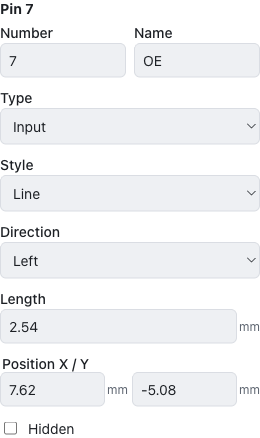 Pin 7
Number Name
7 OE
Type
Input
Style
Line
Direction
Left
Length
2.54 mm
Position X / Y
7.62 mm -5.08 mm
Hidden